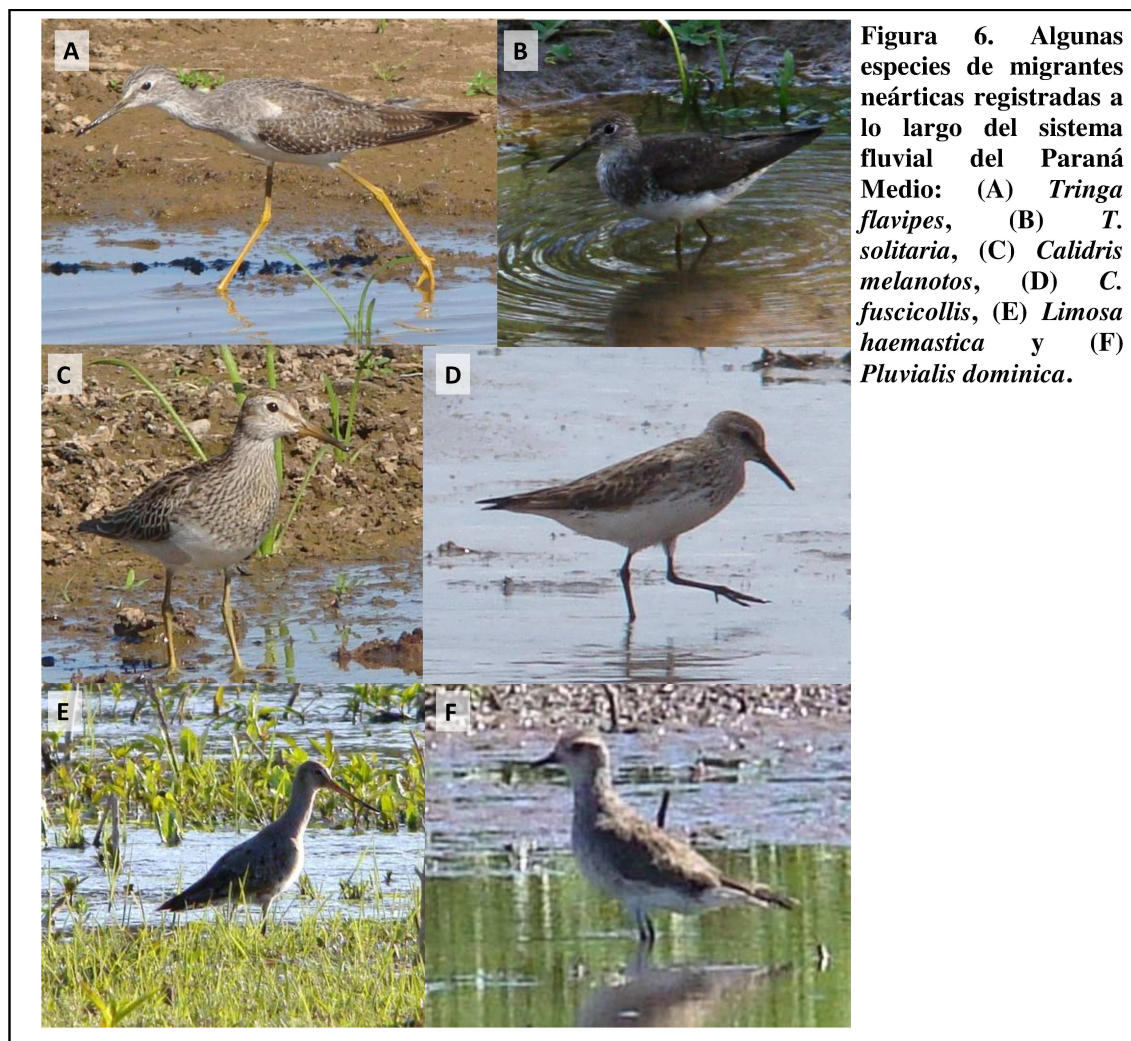 A
B
C
D
E
F
Figura 6. Algunas
especies de migrantes
neárticas registradas a
lo largo del sistema
fluvial del Paraná
Medio: (A) Tringa
flavipes, (B) T.
solitaria, (C) Calidris
melanotos, (D) C.
fuscicollis, (E) Limosa
haemastica y (F)
Pluvialis dominica.